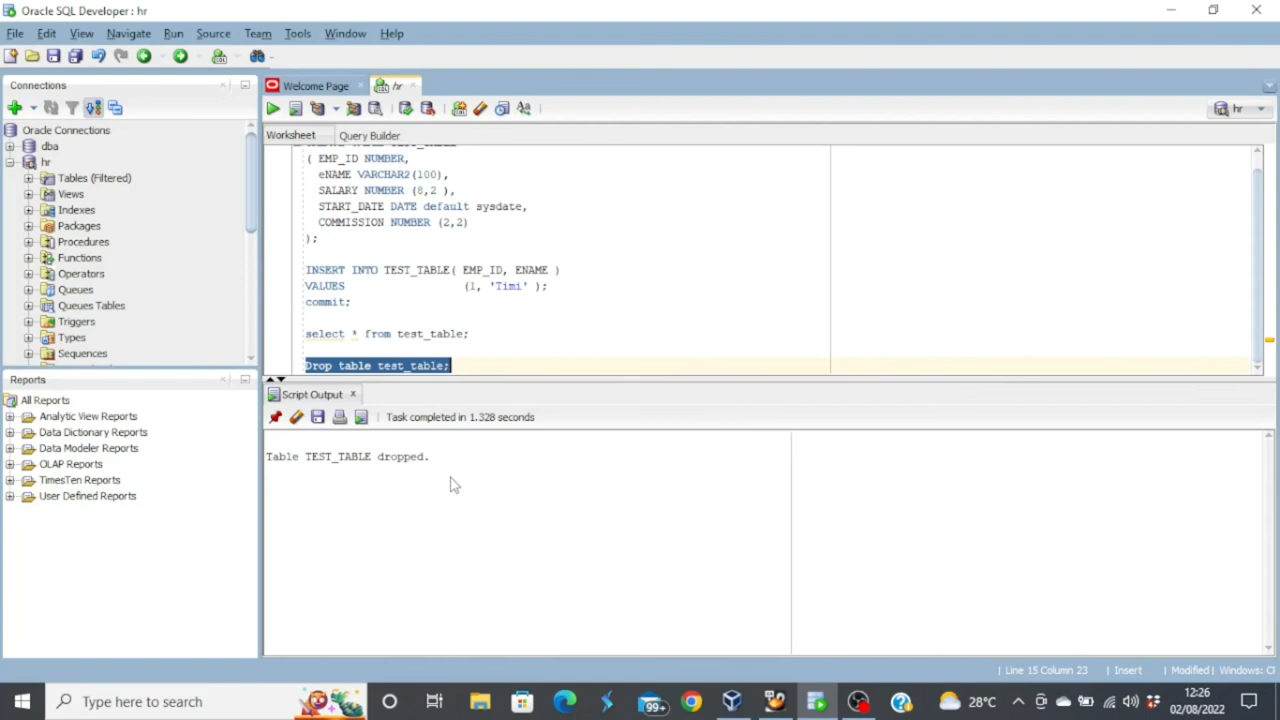 Oracle SQL Developer : hr
File Edit View Navigate Run Source Team Tools Window Help
Connections
Oracle Connections
dba
hr
Tables (Filtered)
Views
Indexes
Packages
Procedures
Functions
Operators
Queues
Queues Tables
Triggers
Types
Sequences
Reports
All Reports
Analytic View Reports
Data Dictionary Reports
Data Modeler Reports
OLAP Reports
TimesTen Reports
User Defined Reports
Welcome Page hr
hr
Worksheet Query Builder
( EMP_ID NUMBER,
eNAME VARCHAR2(100),
SALARY NUMBER (8,2 ),
START_DATE DATE default sysdate,
COMMISSION NUMBER (2,2)
);
INSERT INTO TEST_TABLE( EMP_ID, ENAME )
VALUES (1, 'Timi' );
commit;
select * from test_table;
Drop table test_table;
Script Output
Task completed in 1.328 seconds
Table TEST_TABLE dropped.
Line 15 Column 23 Insert Modified Windows: C
Type here to search
99+
28°C
12:26
02/08/2022